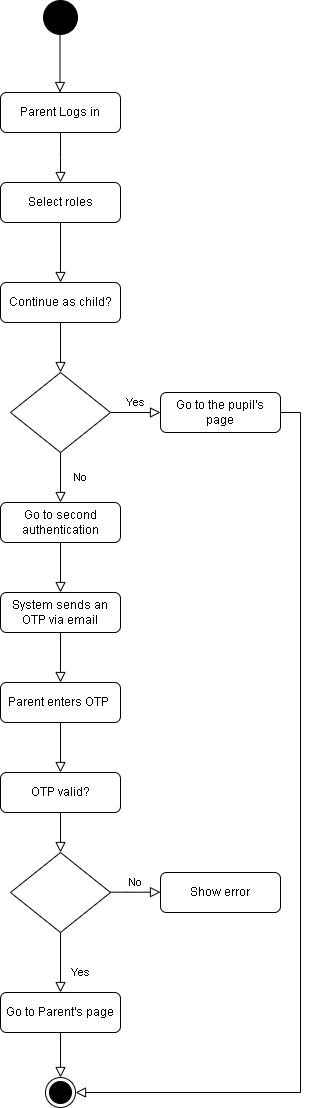 Parent Logs in
Select roles
Continue as child?
Yes
Go to the pupil's
page
No
Go to second
authentication
System sends an
OTP via email
Parent enters OTP
OTP valid?
No
Show error
Yes
Go to Parent's page